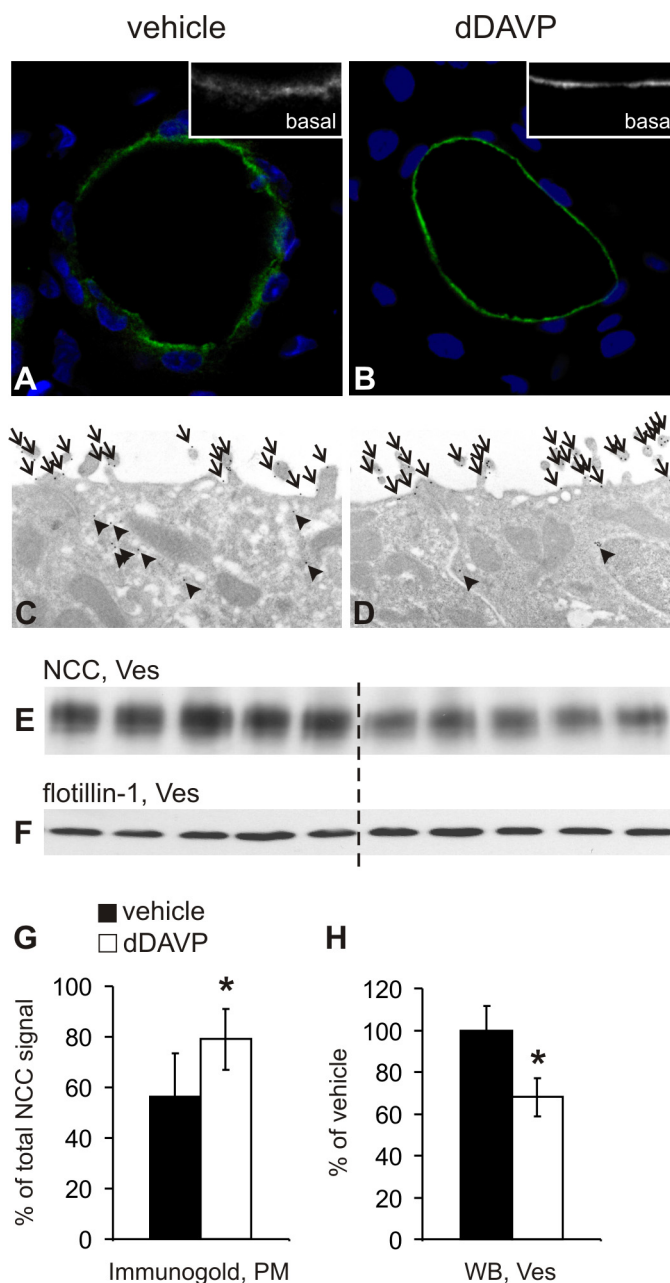 vehicle
dDAVP
basal
basal
A
B
C
D
NCC, Ves
E
flotillin-1, Ves
F
vehicle
dDAVP
G
H
% of total NCC signal
100
80
60
40
20
0
*
Immunogold, PM
% of vehicle
120
100
80
60
40
20
0
*
WB, Ves